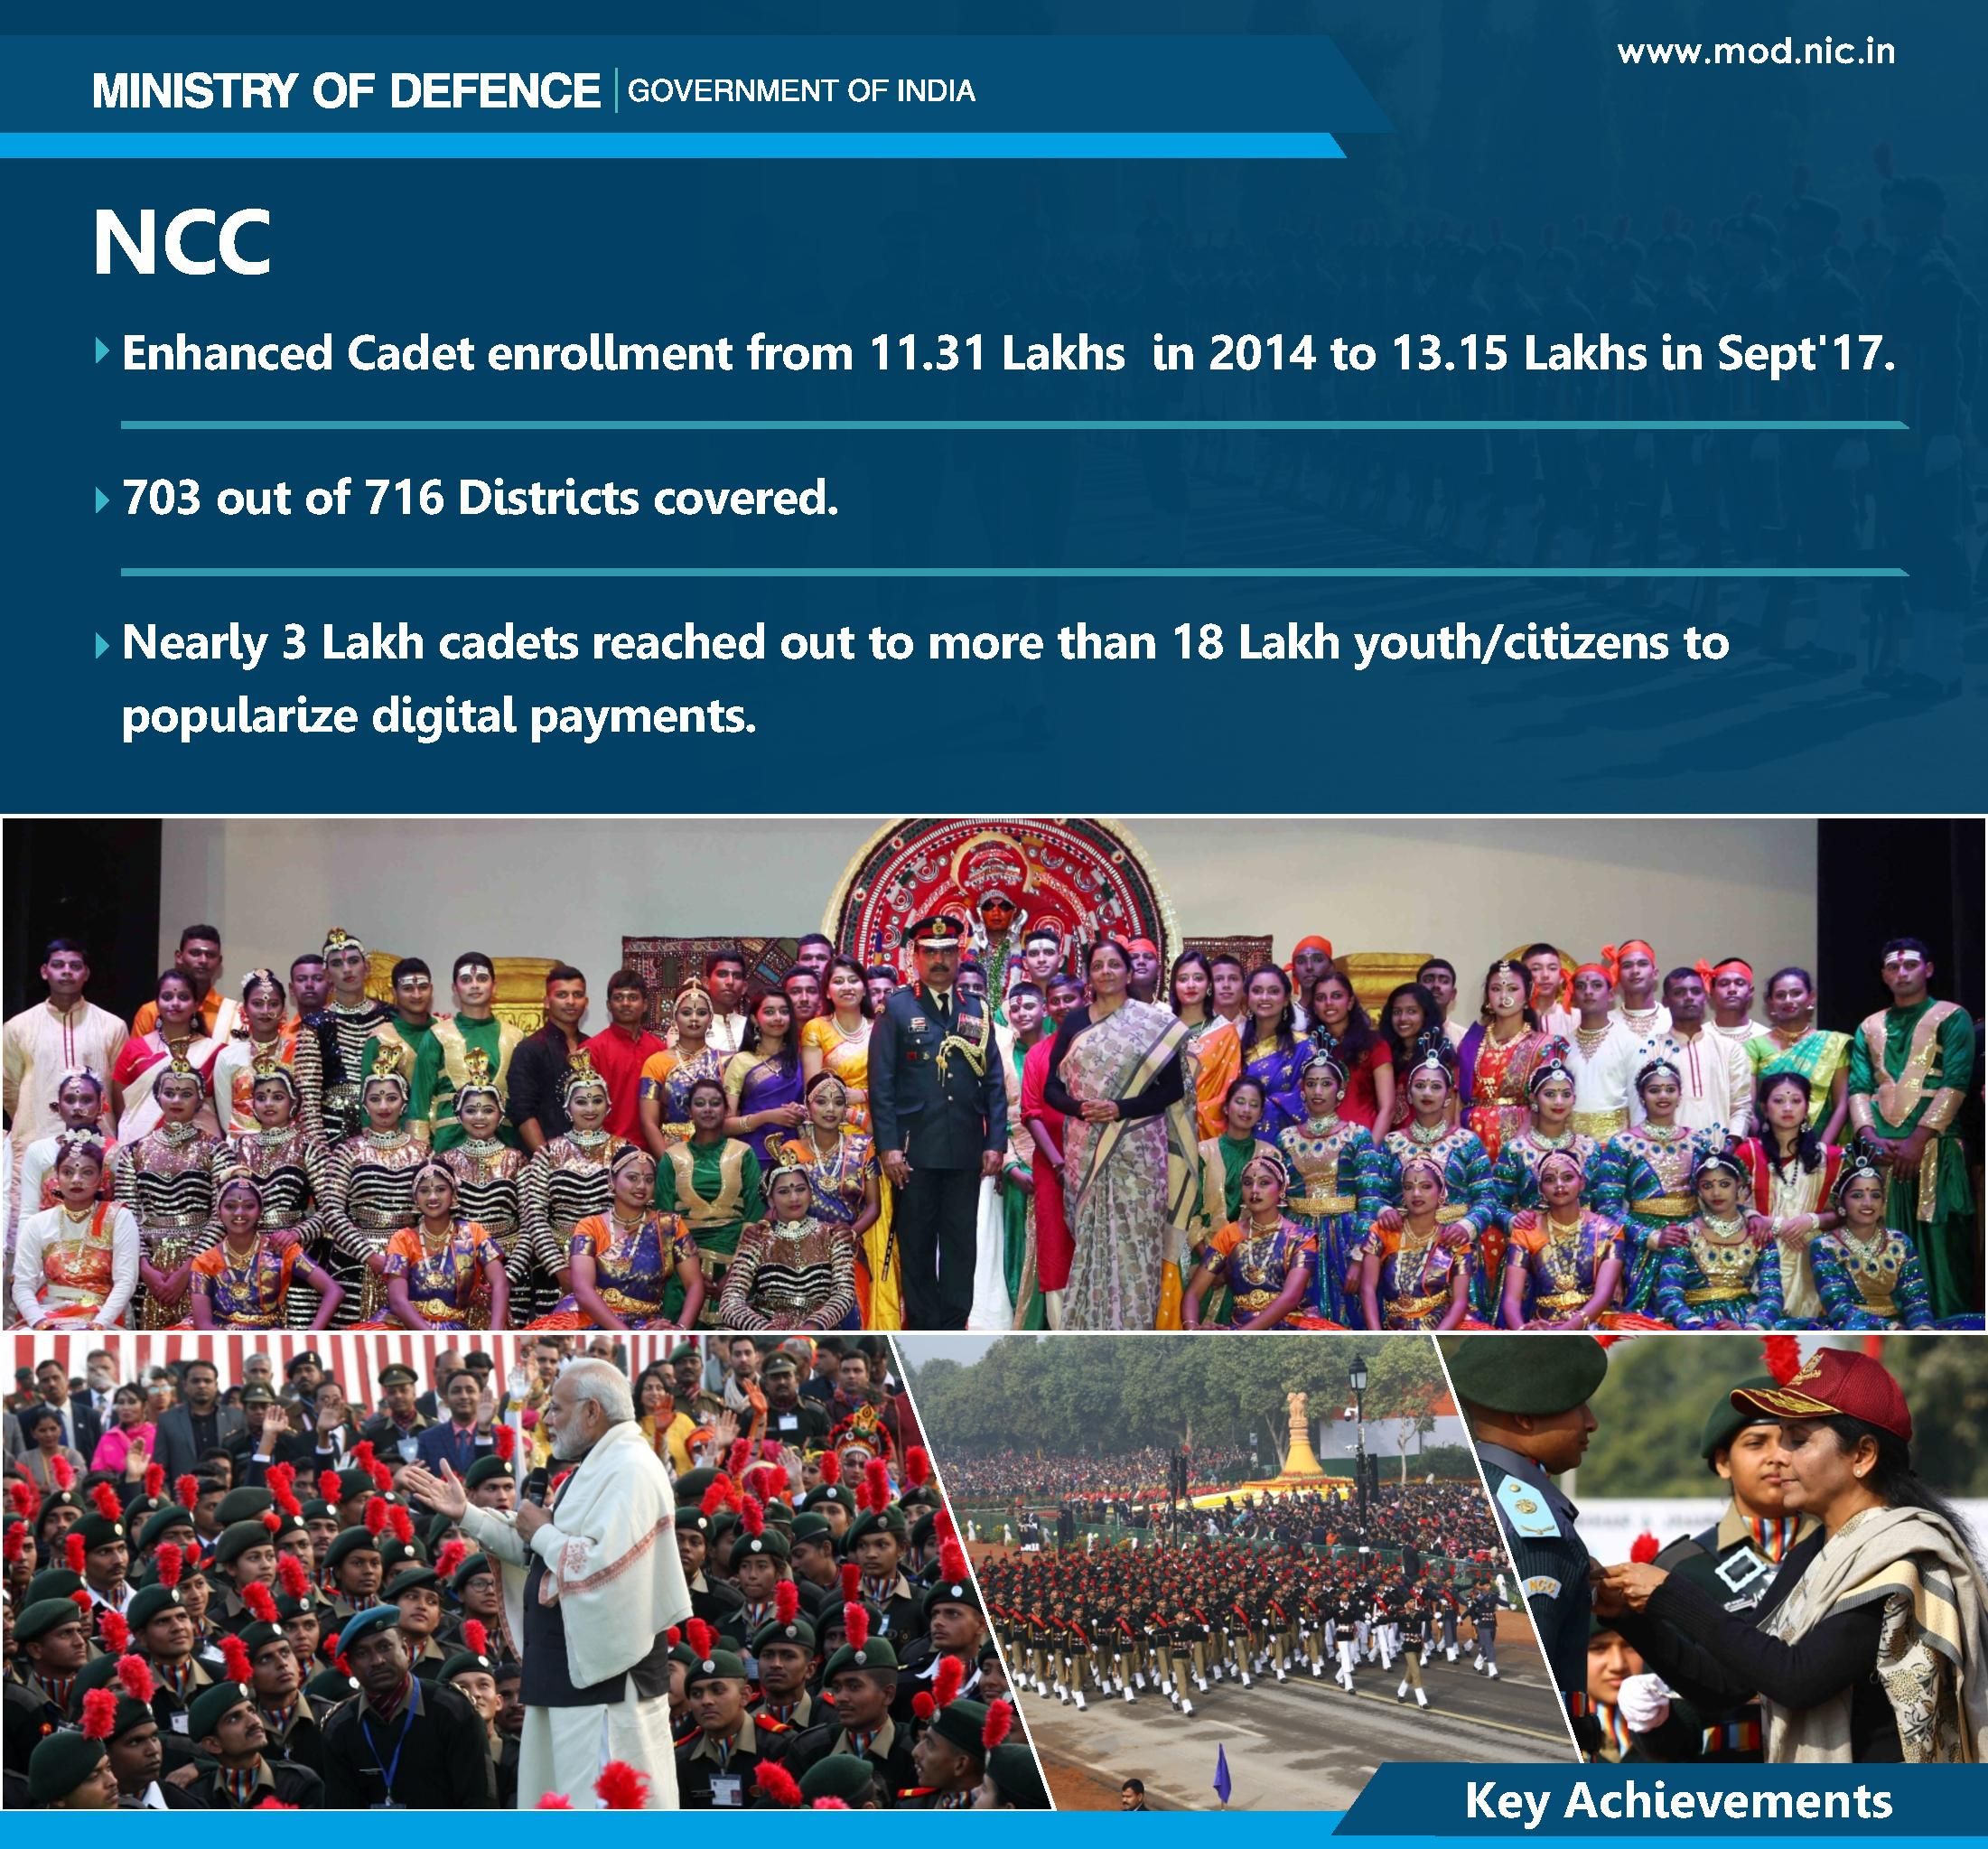 www.mod.nic.in
MINISTRY OF DEFENCE | GOVERNMENT OF INDIA
NCC
Enhanced Cadet enrollment from 11.31 Lakhs in 2014 to 13.15 Lakhs in Sept'17.
703 out of 716 Districts covered.
Nearly 3 Lakh cadets reached out to more than 18 Lakh youth/citizens to
popularize digital payments.
NCC
Key Achievements